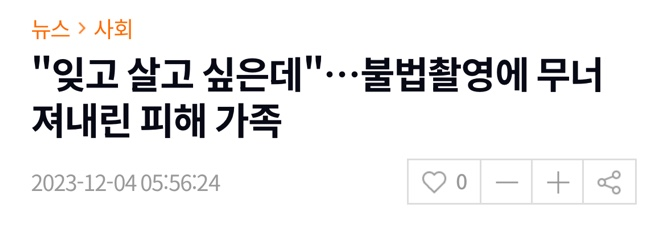 뉴스 > 사회
"잊고 살고 싶은데"…불법촬영에 무너
져내린 피해 가족
2023-12-04 05:56:24
0